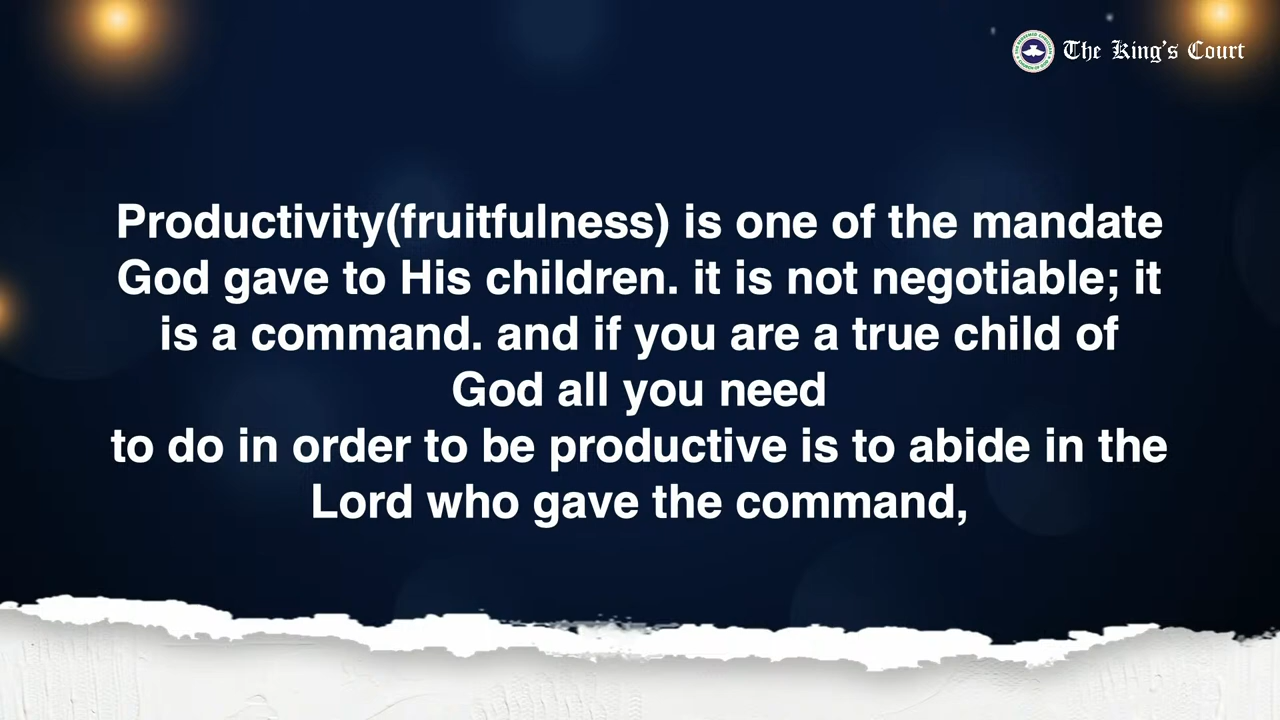 The King's Court
Productivity(fruitfulness) is one of the mandate
God gave to His children. it is not negotiable; it
is a command. and if you are a true child of
God all you need
to do in order to be productive is to abide in the
Lord who gave the command,